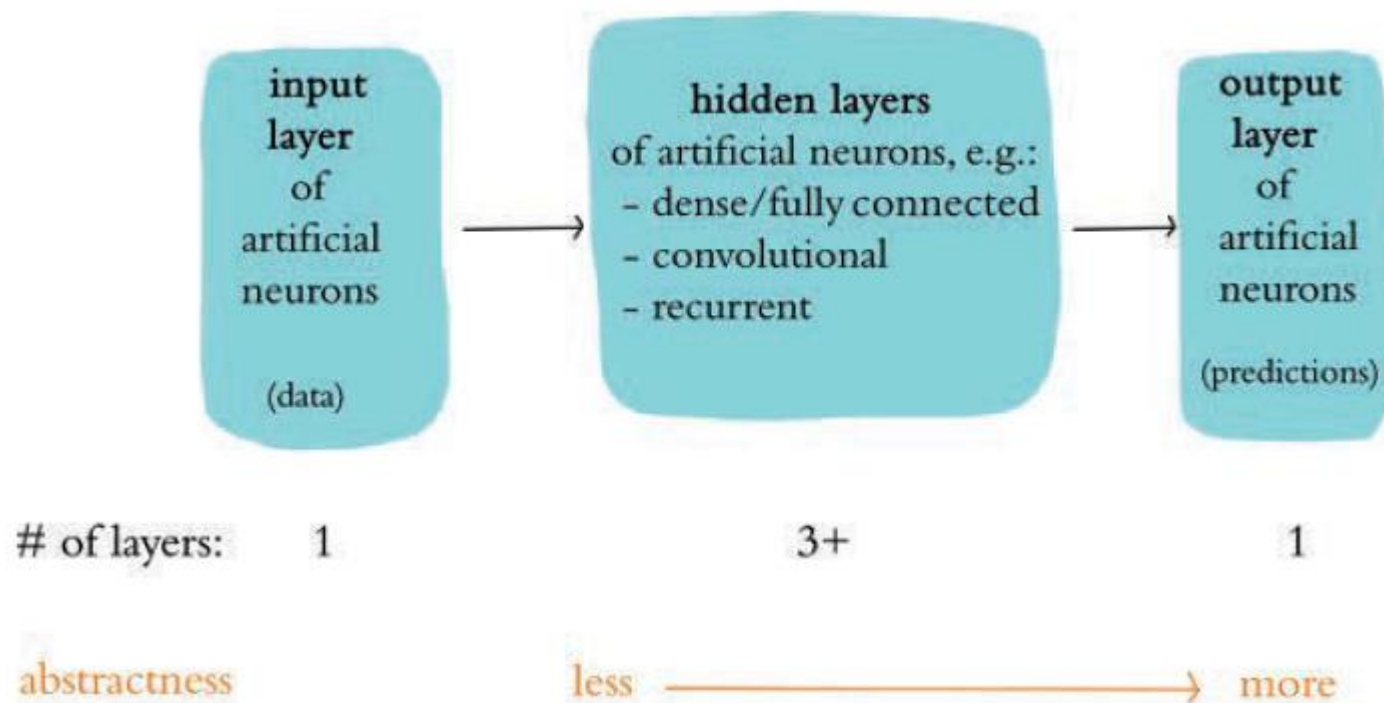 input
layer
of
artificial
neurons
(data)
hidden layers
of artificial neurons, e.g.:
- dense/fully connected
- convolutional
- recurrent
output
layer
of
artificial
neurons
(predictions)
# of layers: 1 3+ 1
abstractness less more